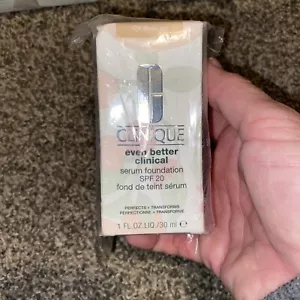 CLINIQUE
even better
clinical
serum foundation
SPF 20
fond de teint sérum
PERFECTS + TRANSFORMS
PERFECTIONNE + TRANSFORME
1 FL.OZ.LIQ./30 ml e